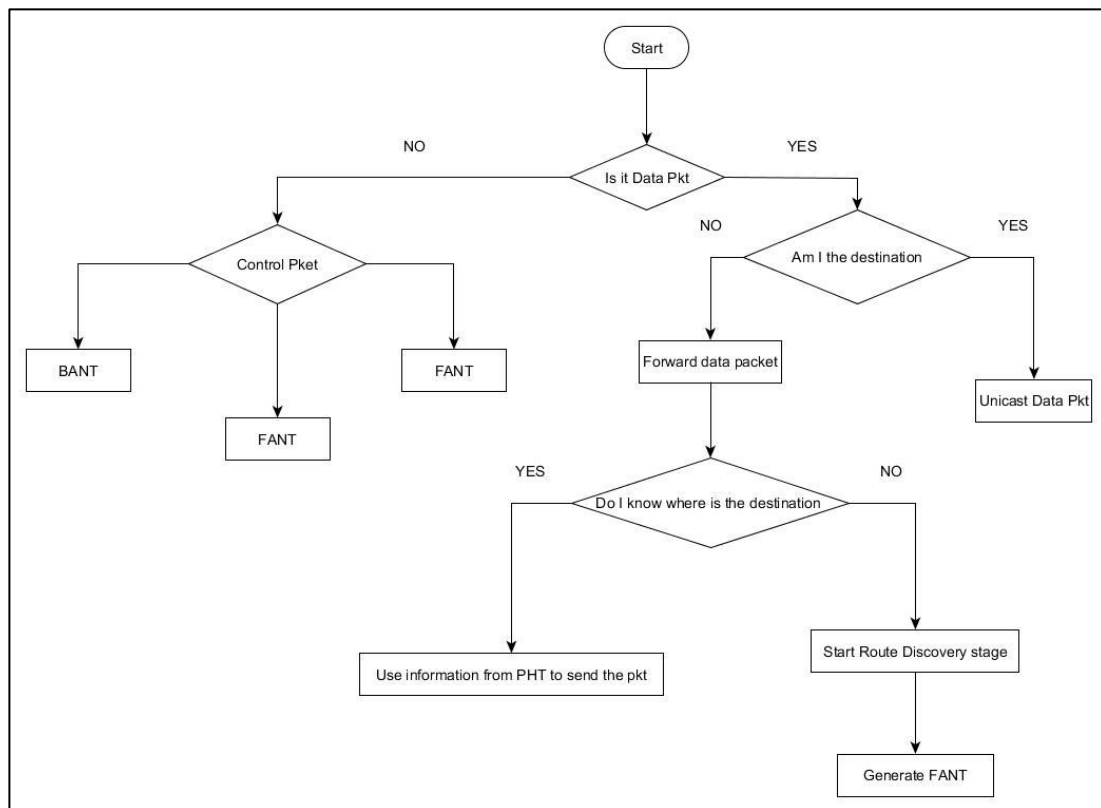 Start
NO
YES
Is it Data Pkt
NO
YES
Control Pket
Am I the destination
BANT
FANT
Forward data packet
Unicast Data Pkt
FANT
YES
NO
Do I know where is the destination
Use information from PHT to send the pkt
Start Route Discovery stage
Generate FANT